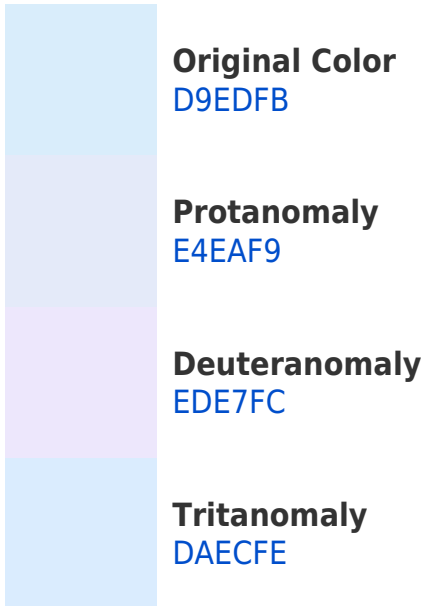 Original Color
D9EDFB
Protanomaly
E4EAF9
Deuteranomaly
EDE7FC
Tritanomaly
DAECFE